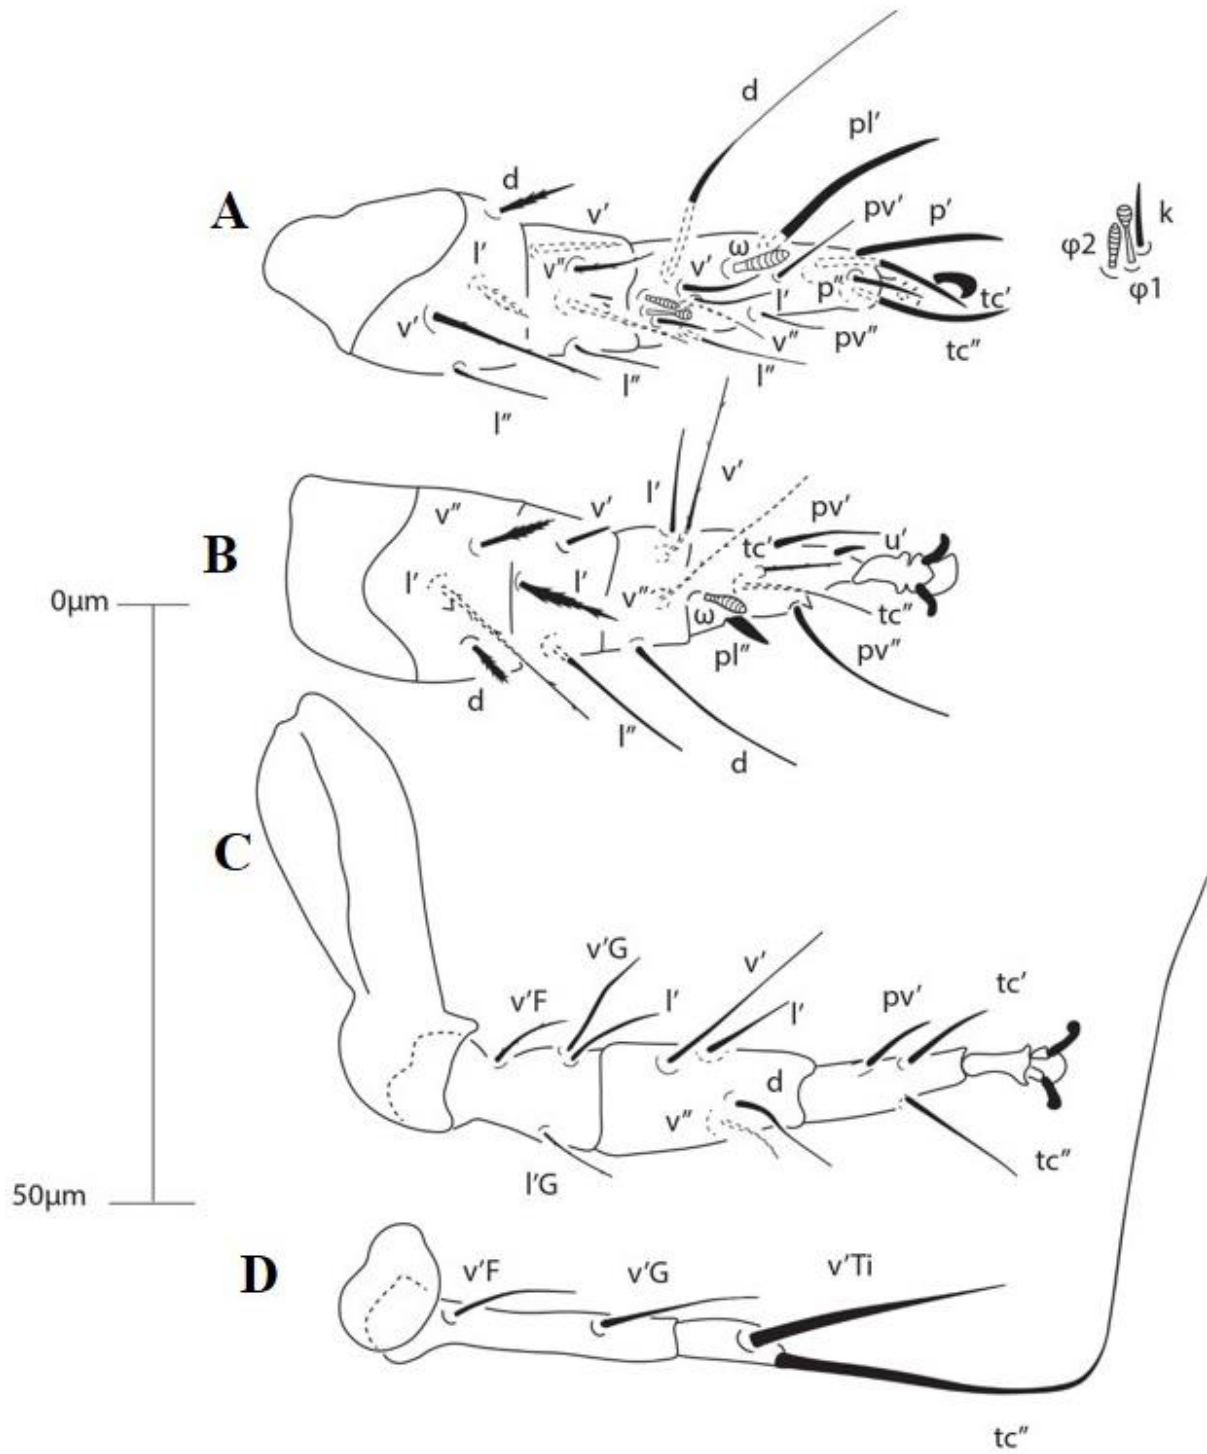 d
pl'
A
d
v'
pv'
p'
k
l'
ω
φ2
v"
v'
p"
φ1
l'
tc'
v'
v"
pv"
tc"
l"
l"
l"
l'
v'
v"
v'
pv'
B
tc'
u'
l'
l'
0μm
v"
ω
tc"
pl"
pv"
d
l"
d
C
v'G
v'
v'F
l'
l'
pv'
tc'
d
v"
l'G
tc"
50μm
D
v'F
v'G
v'Ti
tc"